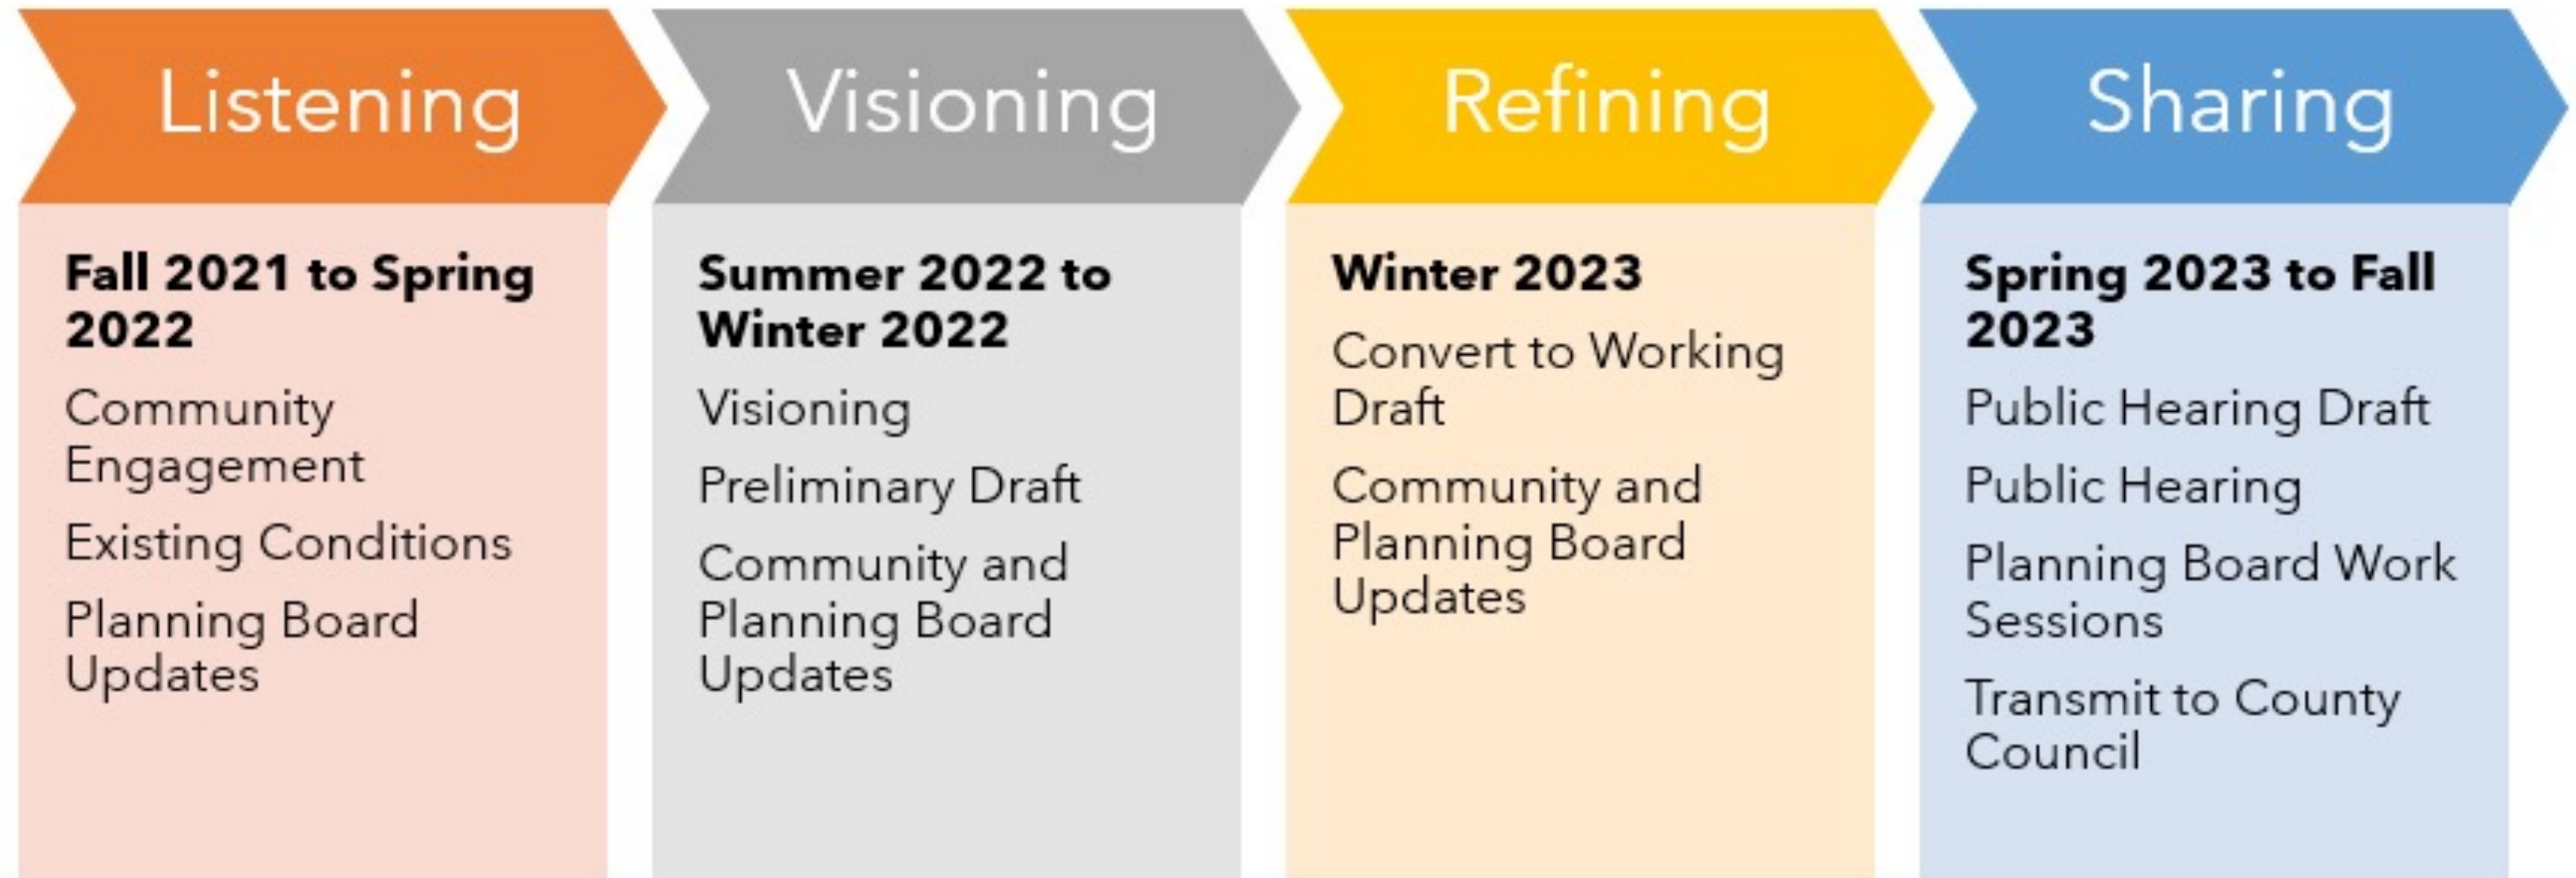 Listening
Fall 2021 to Spring
2022
Community
Engagement
Existing Conditions
Planning Board
Updates
Visioning
Summer 2022 to
Winter 2022
Visioning
Preliminary Draft
Community and
Planning Board
Updates
Refining
Winter 2023
Convert to Working
Draft
Community and
Planning Board
Updates
Sharing
Spring 2023 to Fall
2023
Public Hearing Draft
Public Hearing
Planning Board Work
Sessions
Transmit to County
Council